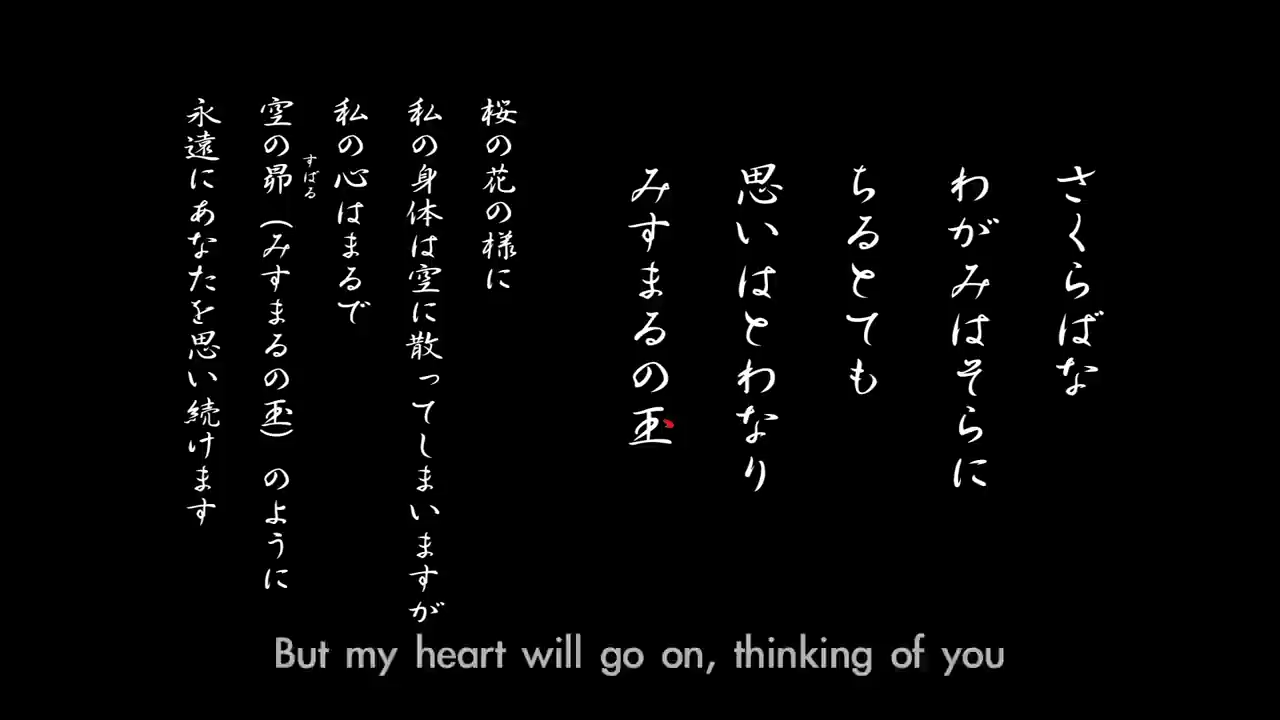 さくらばな
わがみはそらに
ちるとても
思いはとわなり
みすまるの玉
桜の花の様に
私の身体は空に散ってしまいますが
私の心はまるで
すばる
空の昴(みすまるの玉)のように
永遠にあなたを思い続けます
But my heart will go on, thinking of you